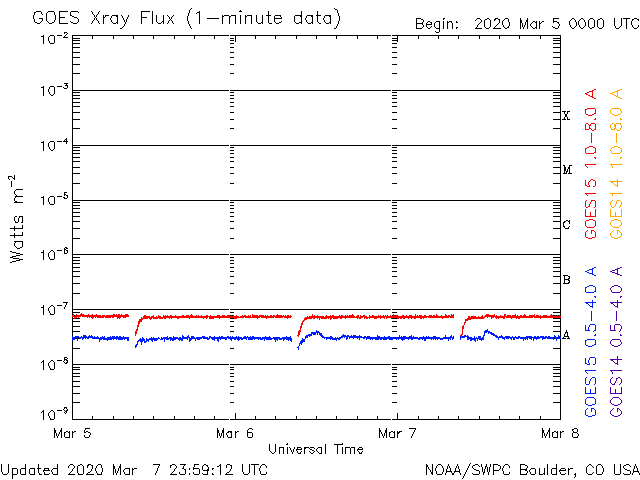 GOES Xray Flux (1-minute data)
Begin: 2020 Mar 5 0000 UTC
10-2
10-3
10-4
10-5
10-6
10-7
10-8
10-9
Watts m-2
X
M
C
B
A
GOES15 1.0-8.0 A
GOES14 1.0-8.0 A
GOES15 0.5-4.0 A
GOES14 0.5-4.0 A
Mar 5
Mar 6
Mar 7
Mar 8
Universal Time
Updated 2020 Mar 7 23:59:12 UTC
NOAA/SWPC Boulder, CO USA